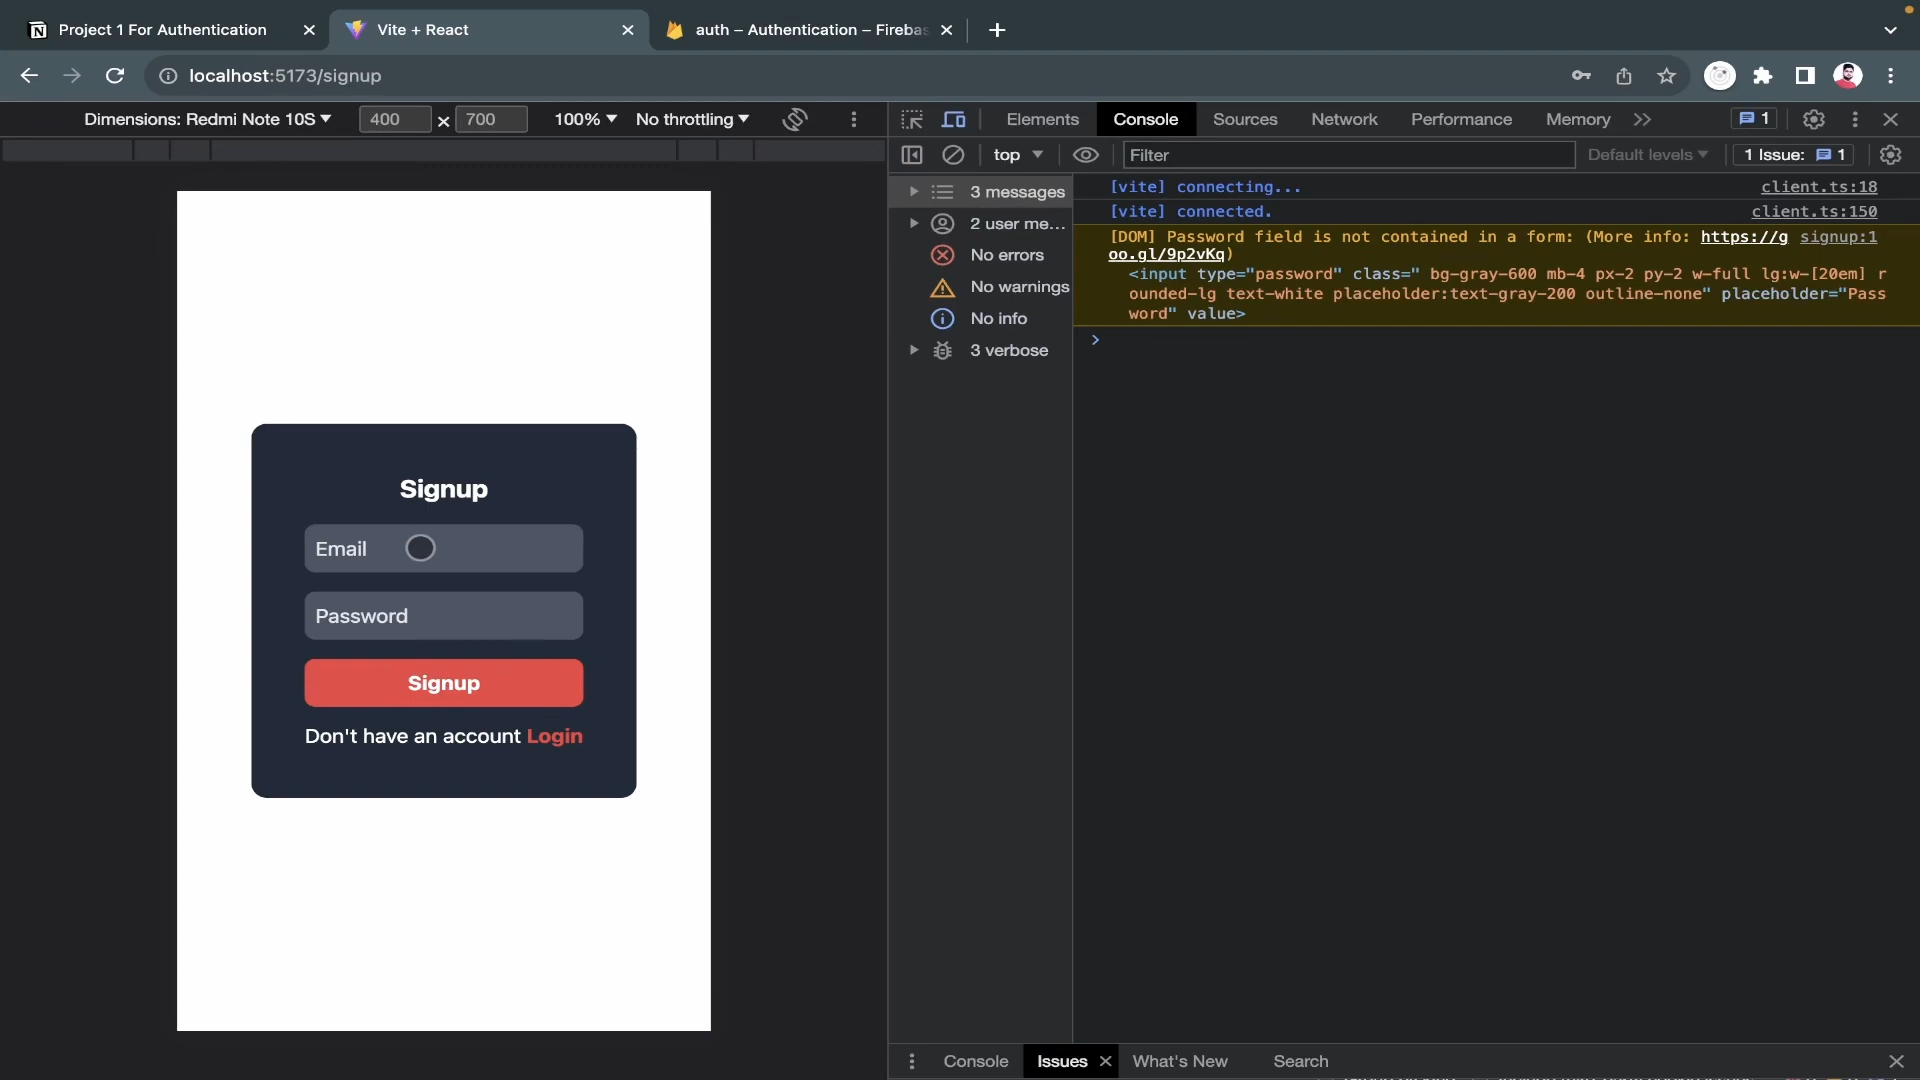 Project 1 For Authentication
Vite + React
auth – Authentication – Firebas
localhost:5173/signup
Dimensions: Redmi Note 10S
400 × 700
100%
No throttling
Elements
Console
Sources
Network
Performance
Memory
1
top
Filter
Default levels
1 Issue: 1
3 messages
2 user me…
No errors
No warnings
No info
3 verbose
[vite] connecting...
client.ts:18
[vite] connected.
client.ts:150
[DOM] Password field is not contained in a form: (More info: https://g
signup:1
oo.gl/9p2vKq)
<input type="password" class=" bg-gray-600 mb-4 px-2 py-2 w-full lg:w-[20em] r
ounded-lg text-white placeholder:text-gray-200 outline-none" placeholder="Pass
word" value>
Signup
Email
Password
Signup
Don't have an account Login
Console
Issues
What's New
Search